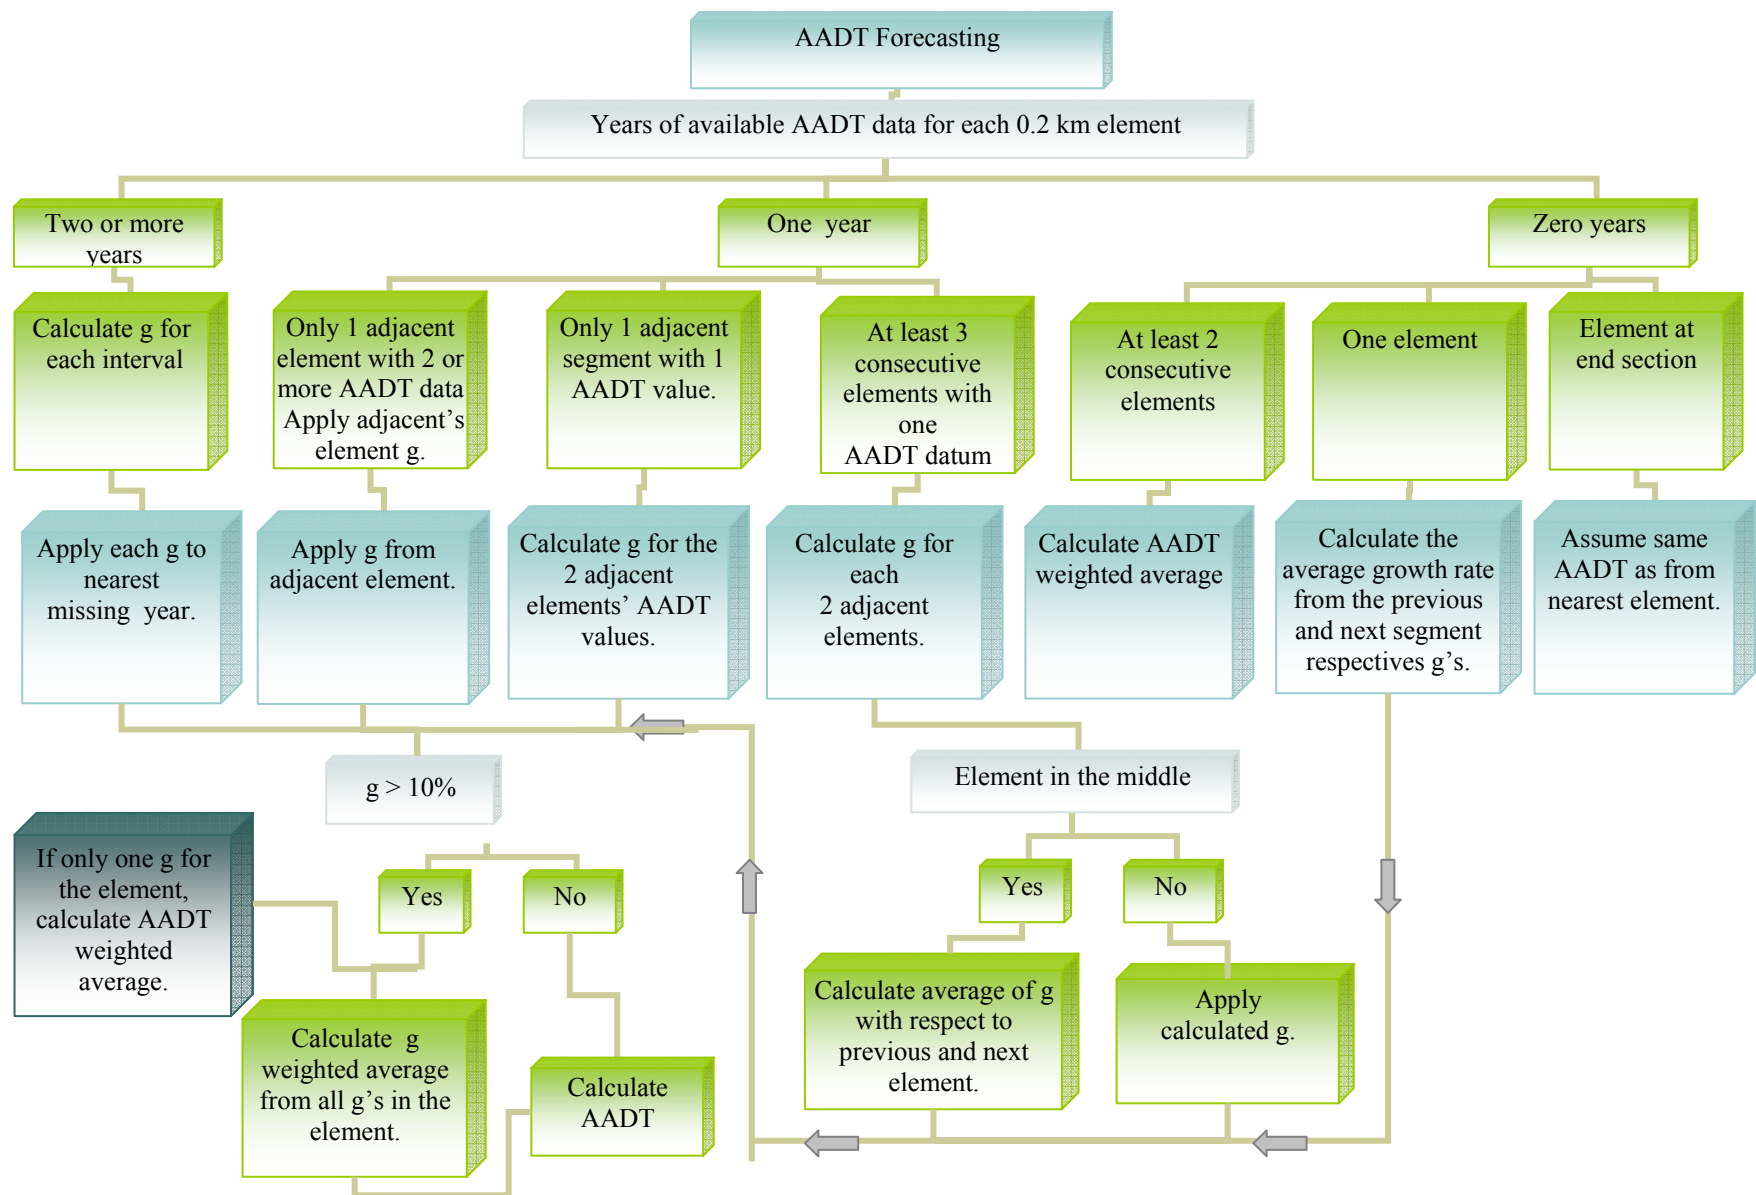 AADT Forecasting
Years of available AADT data for each 0.2 km element
Two or more
years
One year
Zero years
Calculate g for
each interval
Only 1 adjacent
element with 2 or
more AADT data
Apply adjacent’s
element g.
Only 1 adjacent
segment with 1
AADT value.
At least 3
consecutive
elements with
one
AADT datum
At least 2
consecutive
elements
One element
Element at
end section
Apply each g to
nearest
missing year.
Apply g from
adjacent element.
Calculate g for the
2 adjacent
elements’ AADT
values.
Calculate g for
each
2 adjacent
elements.
Calculate AADT
weighted average
Calculate the
average growth rate
from the previous
and next segment
respectives g’s.
Assume same
AADT as from
nearest element.
g > 10%
Element in the middle
If only one g for
the element,
calculate AADT
weighted
average.
Yes
No
Yes
No
Calculate g
weighted average
from all g’s in the
element.
Calculate
AADT
Calculate average of g
with respect to
previous and next
element.
Apply
calculated g.